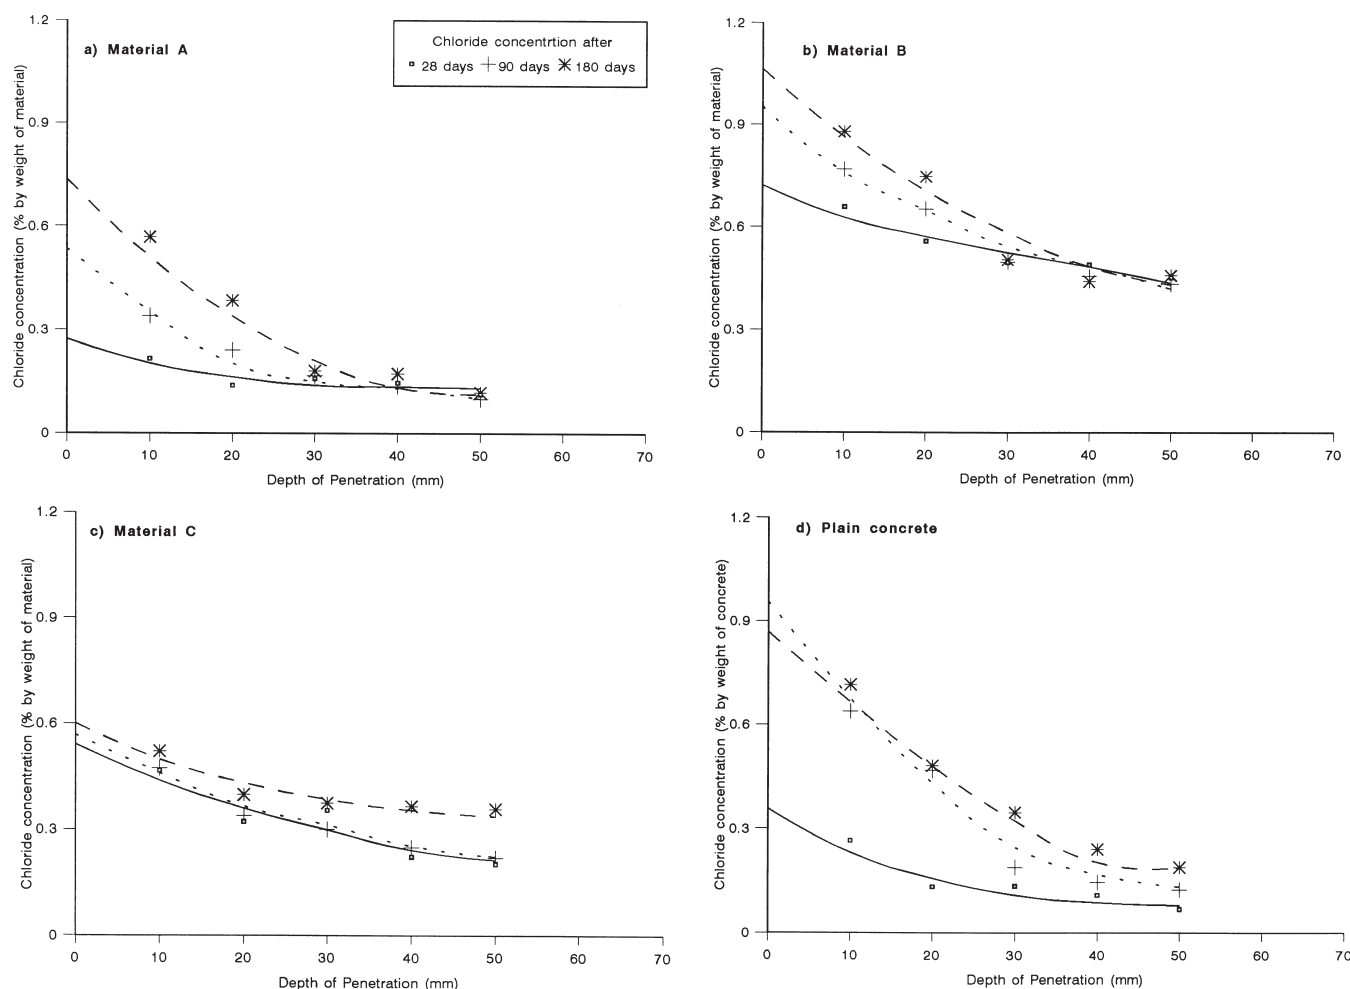 a) Material A
Chloride concentrtion after
28 days 90 days 180 days
Chloride concentration (% by weight of material)
1.2
0.9
0.6
0.3
0
0 10 20 30 40 50 60 70
Depth of Penetration (mm)
b) Material B
Chloride concentration (% by weight of material)
1.2
0.9
0.6
0.3
0
0 10 20 30 40 50 60 70
Depth of Penetration (mm)
c) Material C
Chloride concentration (% by weight of material)
1.2
0.9
0.6
0.3
0
0 10 20 30 40 50 60 70
Depth of Penetration (mm)
d) Plain concrete
Chloride concentration (% by weight of concrete)
1.2
0.9
0.6
0.3
0
0 10 20 30 40 50 60 70
Depth of Penetration (mm)